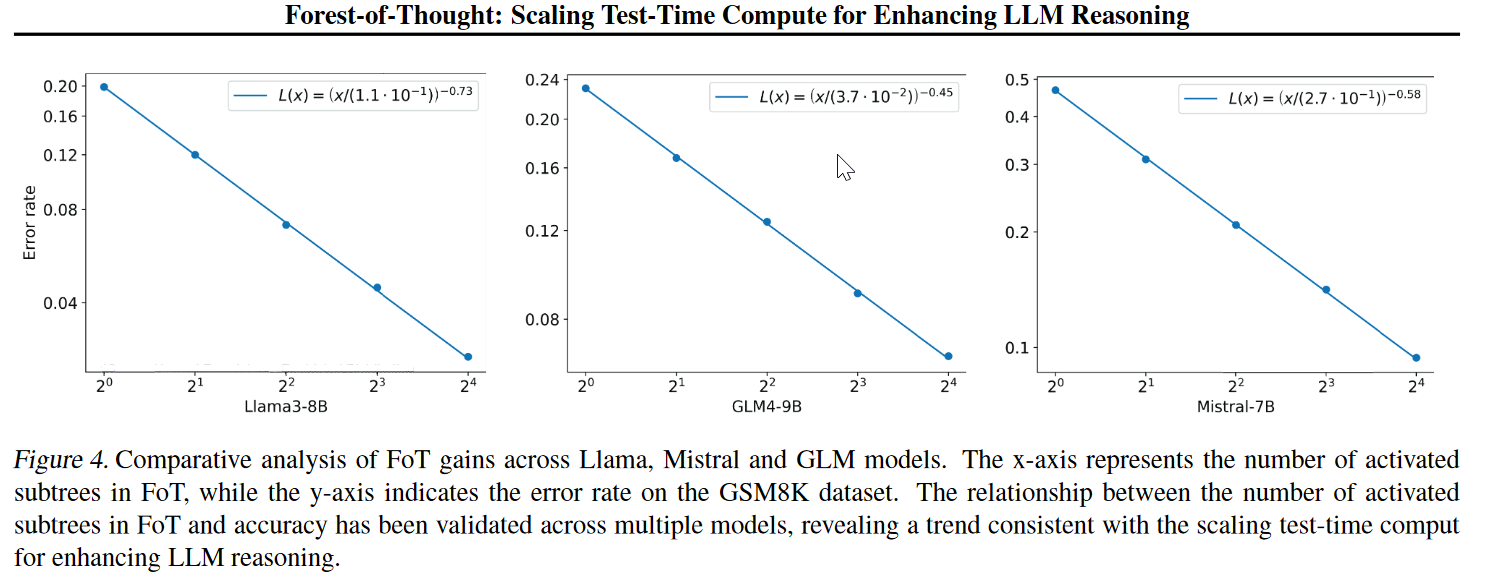 Forest-of-Thought: Scaling Test-Time Compute for Enhancing LLM Reasoning
Error rate
0.20
0.16
0.12
0.08
0.04
L(x) = (x/(1.1 · 10⁻¹))⁻⁰·⁷³
2⁰ 2¹ 2² 2³ 2⁴
Llama3-8B
0.24
0.20
0.16
0.12
0.08
L(x) = (x/(3.7 · 10⁻²))⁻⁰·⁴⁵
2⁰ 2¹ 2² 2³ 2⁴
GLM4-9B
0.5
0.4
0.3
0.2
0.1
L(x) = (x/(2.7 · 10⁻¹))⁻⁰·⁵⁸
2⁰ 2¹ 2² 2³ 2⁴
Mistral-7B
Figure 4. Comparative analysis of FoT gains across Llama, Mistral and GLM models. The x-axis represents the number of activated
subtrees in FoT, while the y-axis indicates the error rate on the GSM8K dataset. The relationship between the number of activated
subtrees in FoT and accuracy has been validated across multiple models, revealing a trend consistent with the scaling test-time comput
for enhancing LLM reasoning.